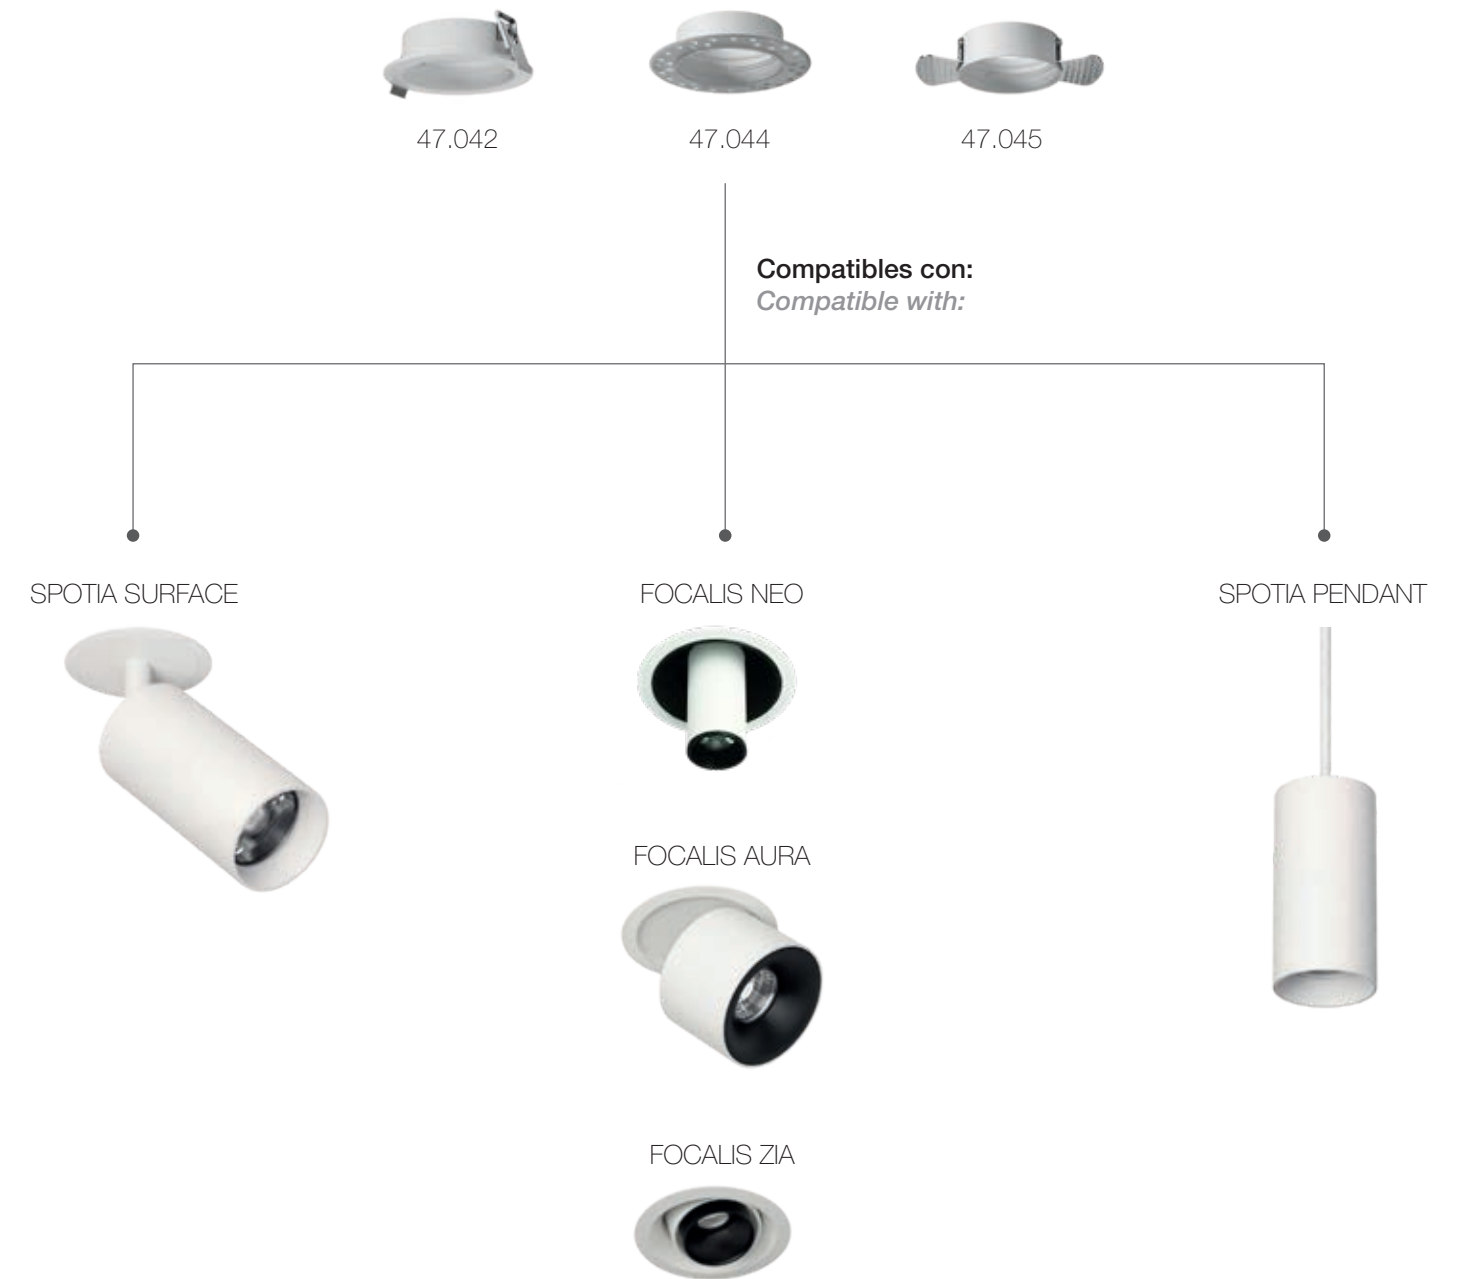 47.042
47.044
47.045
Compatibles con:
Compatible with:
SPOTIA SURFACE
FOCALIS NEO
SPOTIA PENDANT
FOCALIS AURA
FOCALIS ZIA